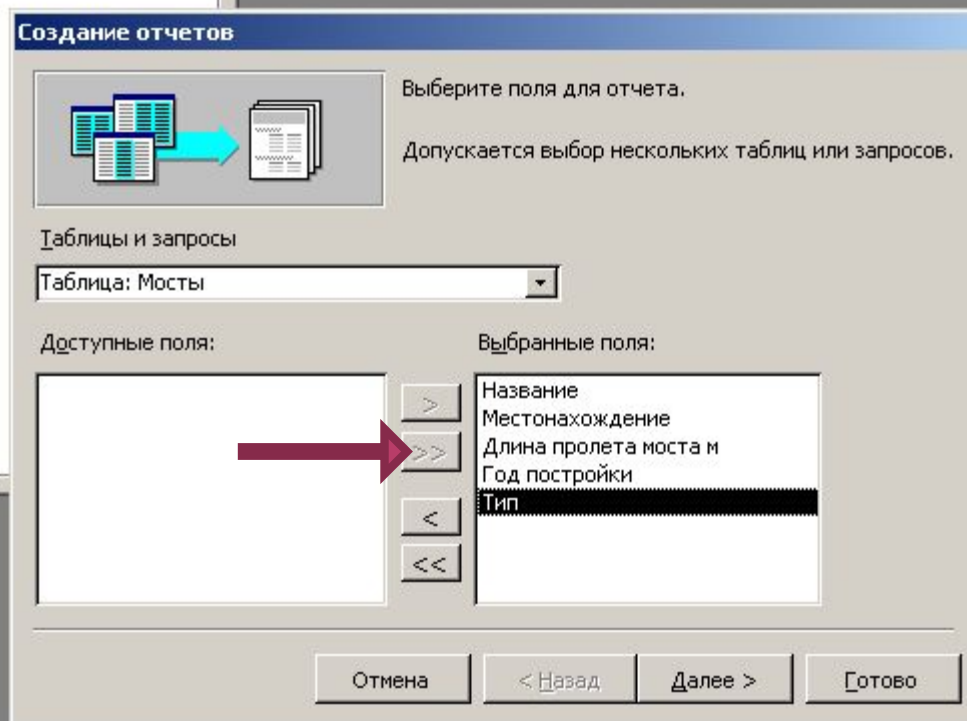 Создание отчетов
Выберите поля для отчета.
Допускается выбор нескольких таблиц или запросов.
Таблицы и запросы
Таблица: Мосты
Доступные поля:
Выбранные поля:
Название
Местонахождение
Длина пролета моста м
Год постройки
Тип
>
>>
<
<<
Отмена
< Назад
Далее >
Готово